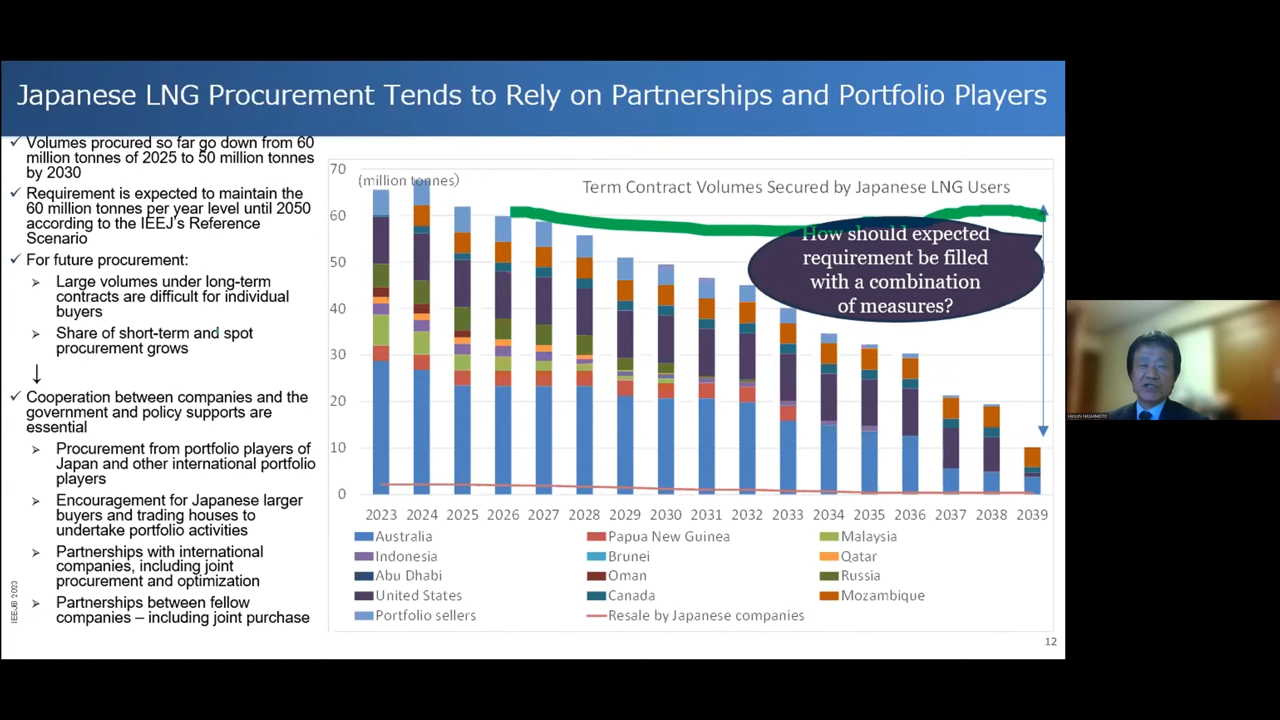 Japanese LNG Procurement Tends to Rely on Partnerships and Portfolio Players
✓ Volumes procured so far go down from 60
million tonnes of 2025 to 50 million tonnes
by 2030
✓ Requirement is expected to maintain the
60 million tonnes per year level until 2050
according to the IEEJ's Reference
Scenario
✓ For future procurement:
➢ Large volumes under long-term
contracts are difficult for individual
buyers
➢ Share of short-term and spot
procurement grows
↓
✓ Cooperation between companies and the
government and policy supports are
essential
➢ Procurement from portfolio players of
Japan and other international portfolio
players
➢ Encouragement for Japanese larger
buyers and trading houses to
undertake portfolio activities
➢ Partnerships with international
companies, including joint
procurement and optimization
➢ Partnerships between fellow
companies – including joint purchase
IEEJ© 2023
(million tonnes)
Term Contract Volumes Secured by Japanese LNG Users
How should expected
requirement be filled
with a combination
of measures?
70
60
50
40
30
20
10
0
2023 2024 2025 2026 2027 2028 2029 2030 2031 2032 2033 2034 2035 2036 2037 2038 2039
Australia Papua New Guinea Malaysia
Indonesia Brunei Qatar
Abu Dhabi Oman Russia
United States Canada Mozambique
Portfolio sellers Resale by Japanese companies
12